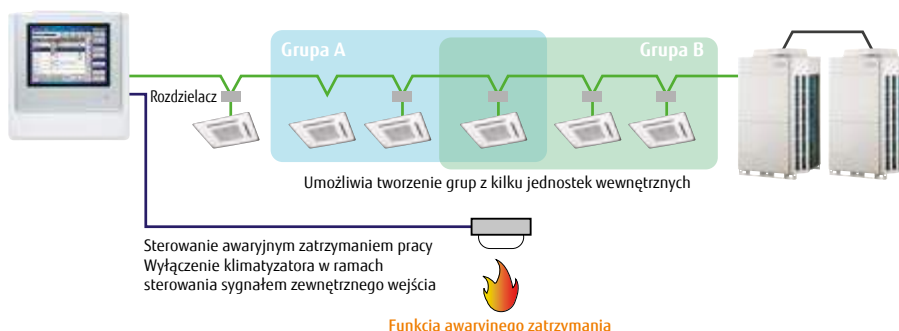 Grupa A
Grupa B
Rozdzielacz
Umożliwia tworzenie grup z kilku jednostek wewnętrznych
Sterowanie awaryjnym zatrzymaniem pracy
Wyłączenie klimatyzatora w ramach
sterowania sygnałem zewnętrznego wejścia
Funkcja awaryjnego zatrzymania